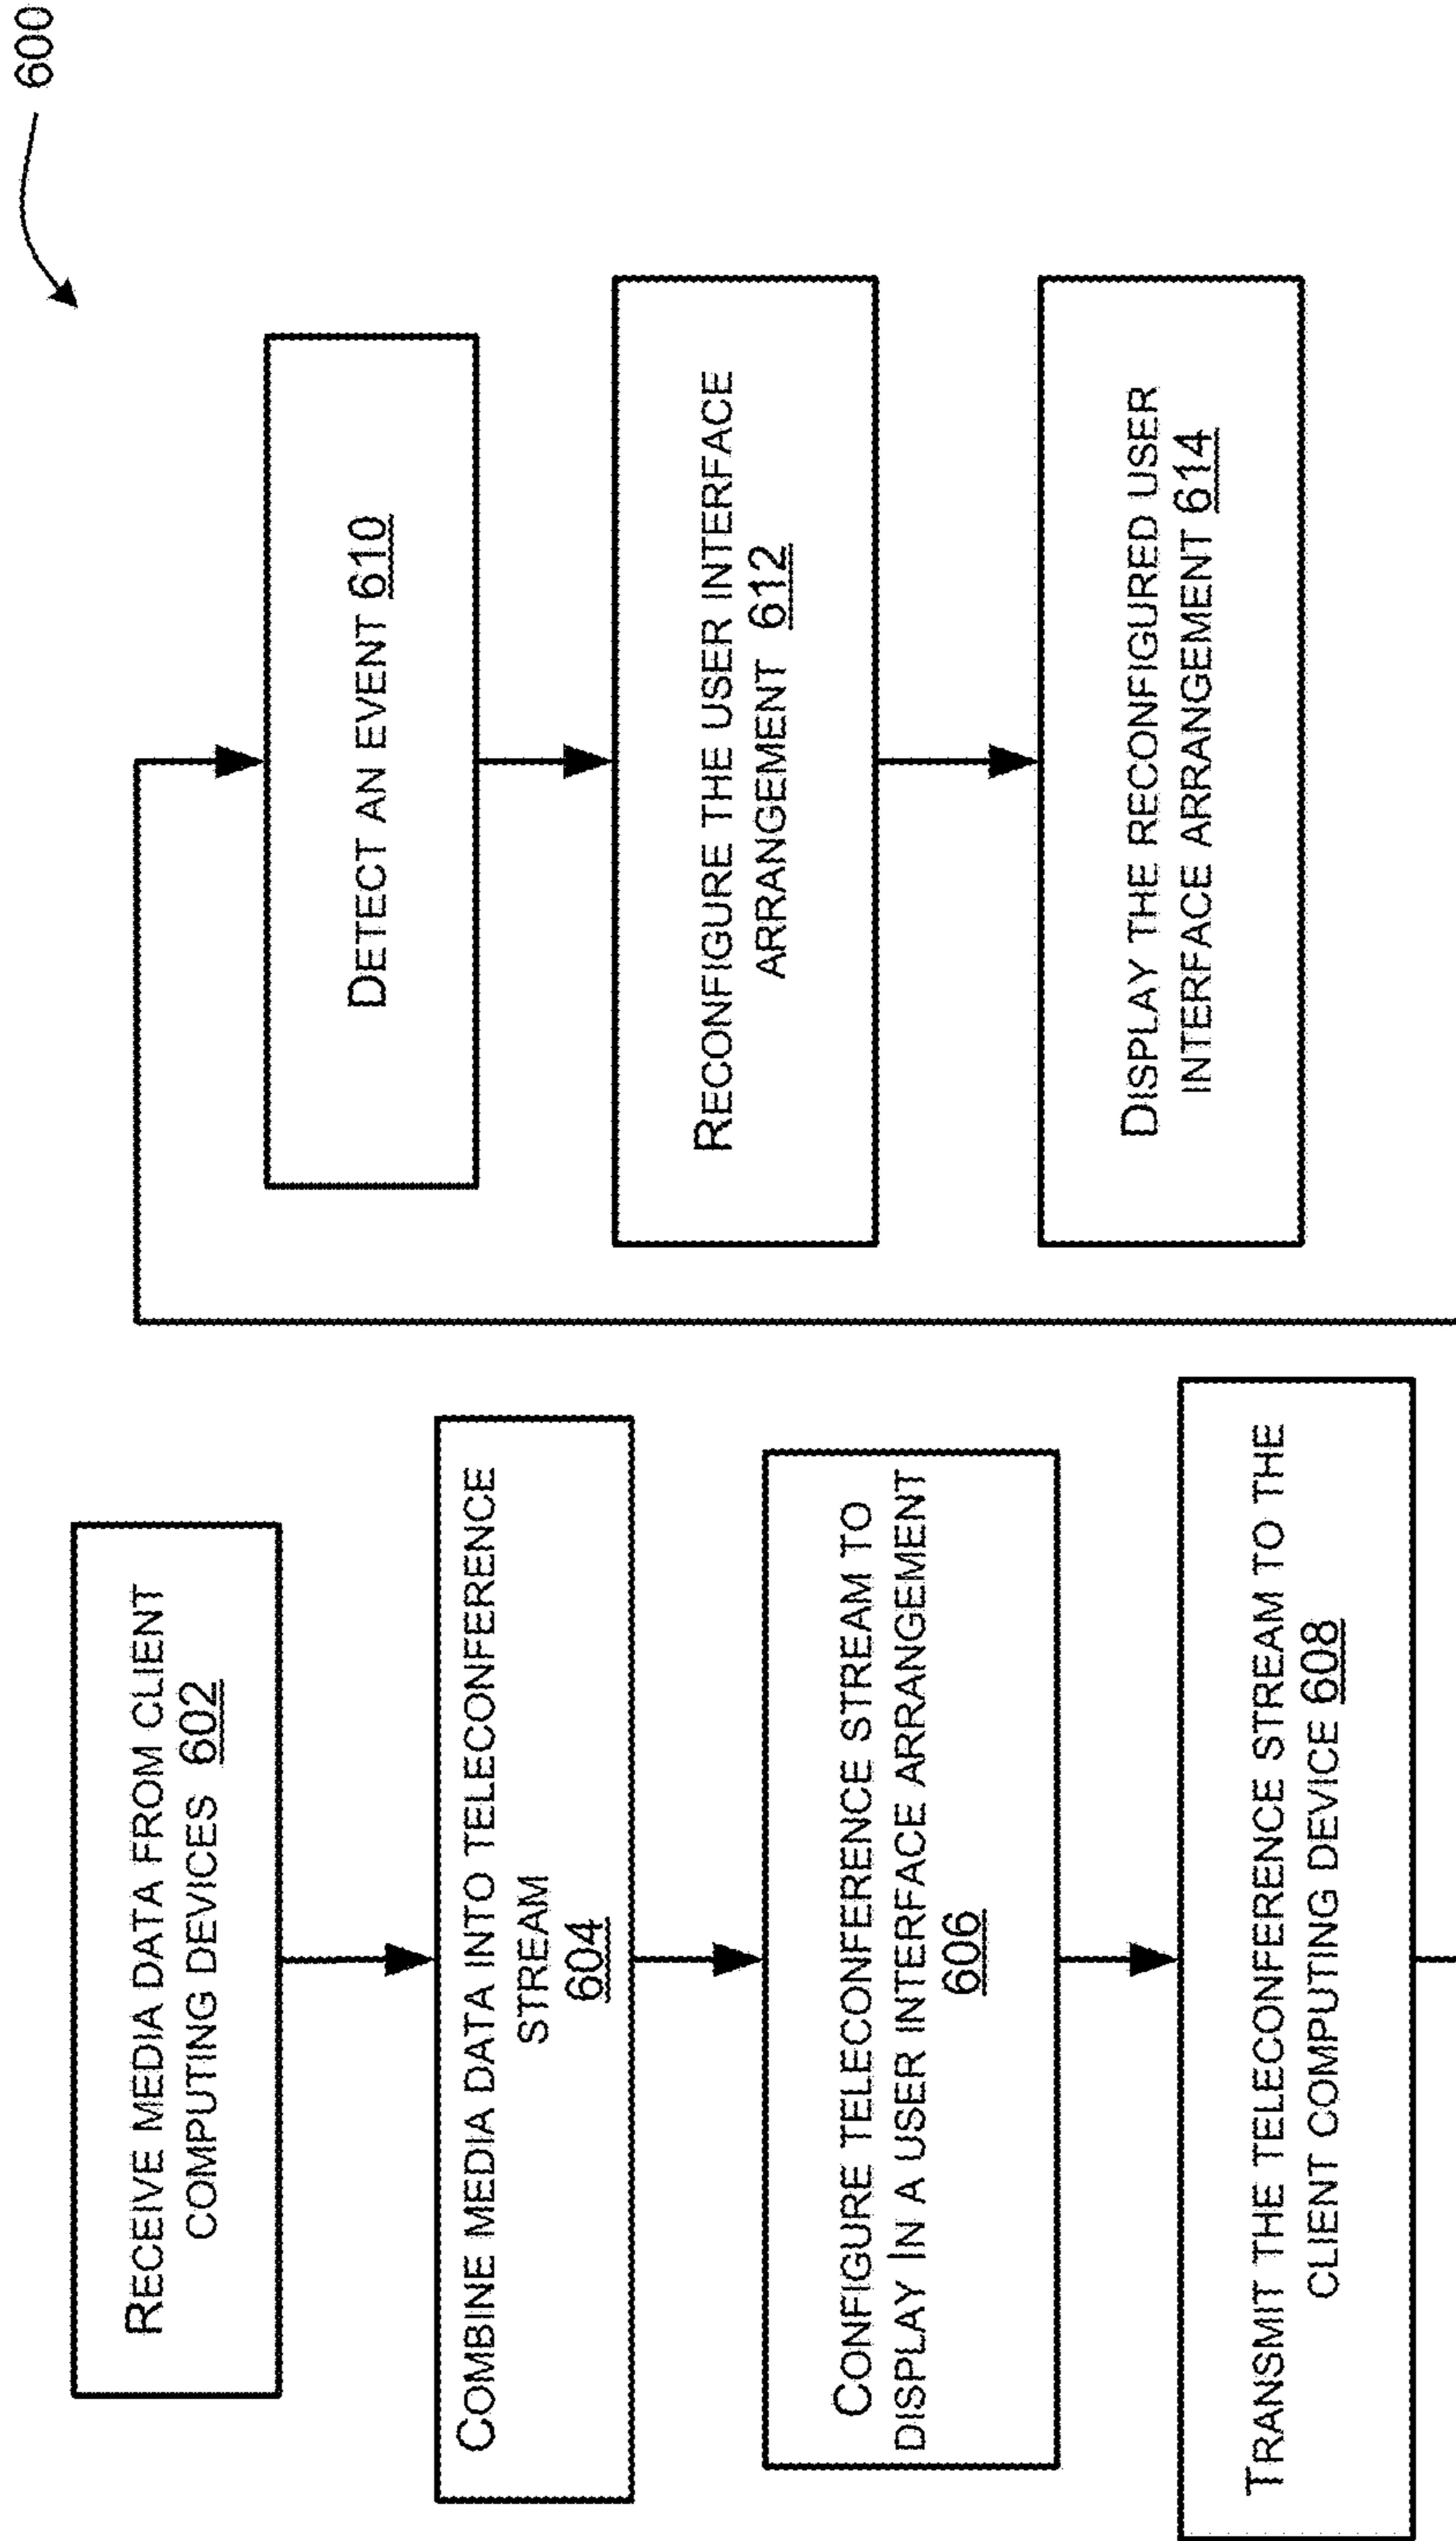 600
RECEIVE MEDIA DATA FROM CLIENT
COMPUTING DEVICES 602
COMBINE MEDIA DATA INTO TELECONFERENCE
STREAM
604
CONFIGURE TELECONFERENCE STREAM TO
DISPLAY IN A USER INTERFACE ARRANGEMENT
606
TRANSMIT THE TELECONFERENCE STREAM TO THE
CLIENT COMPUTING DEVICE 608
DETECT AN EVENT 610
RECONFIGURE THE USER INTERFACE
ARRANGEMENT 612
DISPLAY THE RECONFIGURED USER
INTERFACE ARRANGEMENT 614